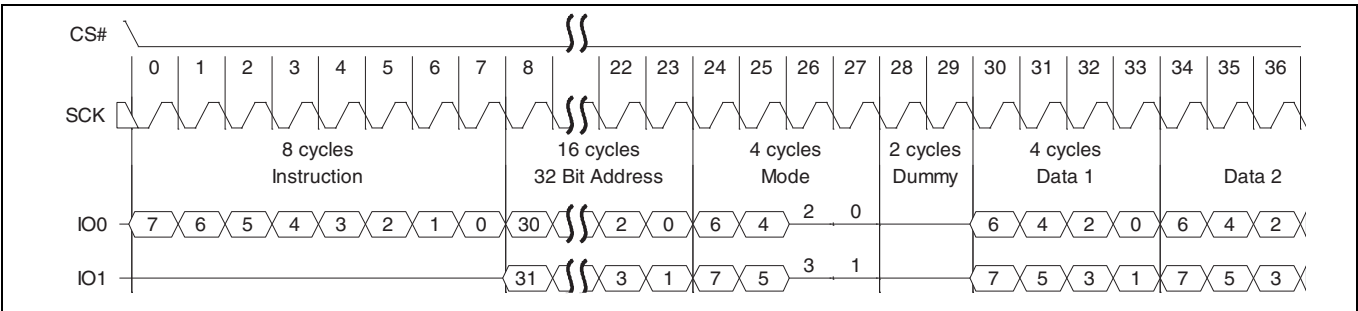 CS#
0 1 2 3 4 5 6 7 8 22 23 24 25 26 27 28 29 30 31 32 33 34 35 36
SCK
8 cycles 16 cycles 4 cycles 2 cycles 4 cycles
Instruction 32 Bit Address Mode Dummy Data 1 Data 2
IO0 7 6 5 4 3 2 1 0 30 2 0 6 4 2 0 6 4 2 0 6 4 2
IO1 31 3 1 7 5 3 1 7 5 3 1 7 5 3